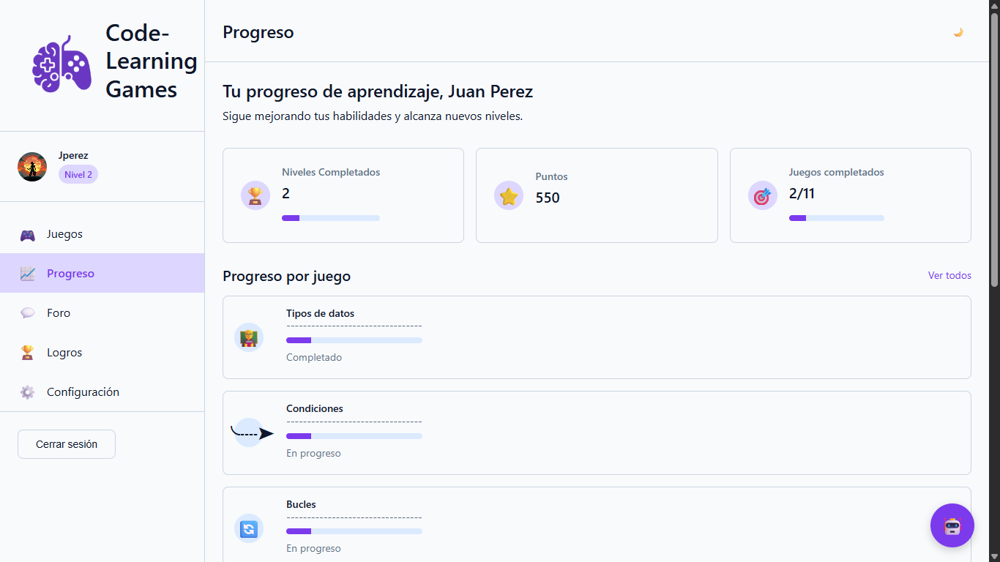 Code-
Learning
Games
Jperez
Nivel 2
Juegos
Progreso
Foro
Logros
Configuración
Cerrar sesión
Progreso
Tu progreso de aprendizaje, Juan Perez
Sigue mejorando tus habilidades y alcanza nuevos niveles.
Niveles Completados
2
Puntos
550
Juegos completados
2/11
Progreso por juego
Ver todos
Tipos de datos
---------------------------------
Completado
Condiciones
---------------------------------
En progreso
Bucles
---------------------------------
En progreso